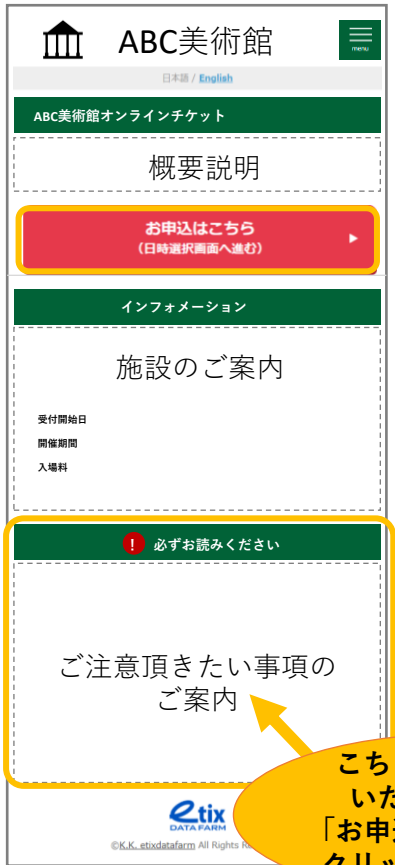 ABC美術館
menu
日本語 / English
ABC美術館オンラインチケット
概要説明
お申込はこちら
(日時選択画面へ進む)
インフォメーション
施設のご案内
受付開始日
開催期間
入場料
! 必ずお読みください
ご注意頂きたい事項の
ご案内
こち
いた
「お申
クリッ
etix
DATA FARM
©K.K. etixdatafarm All Rights R